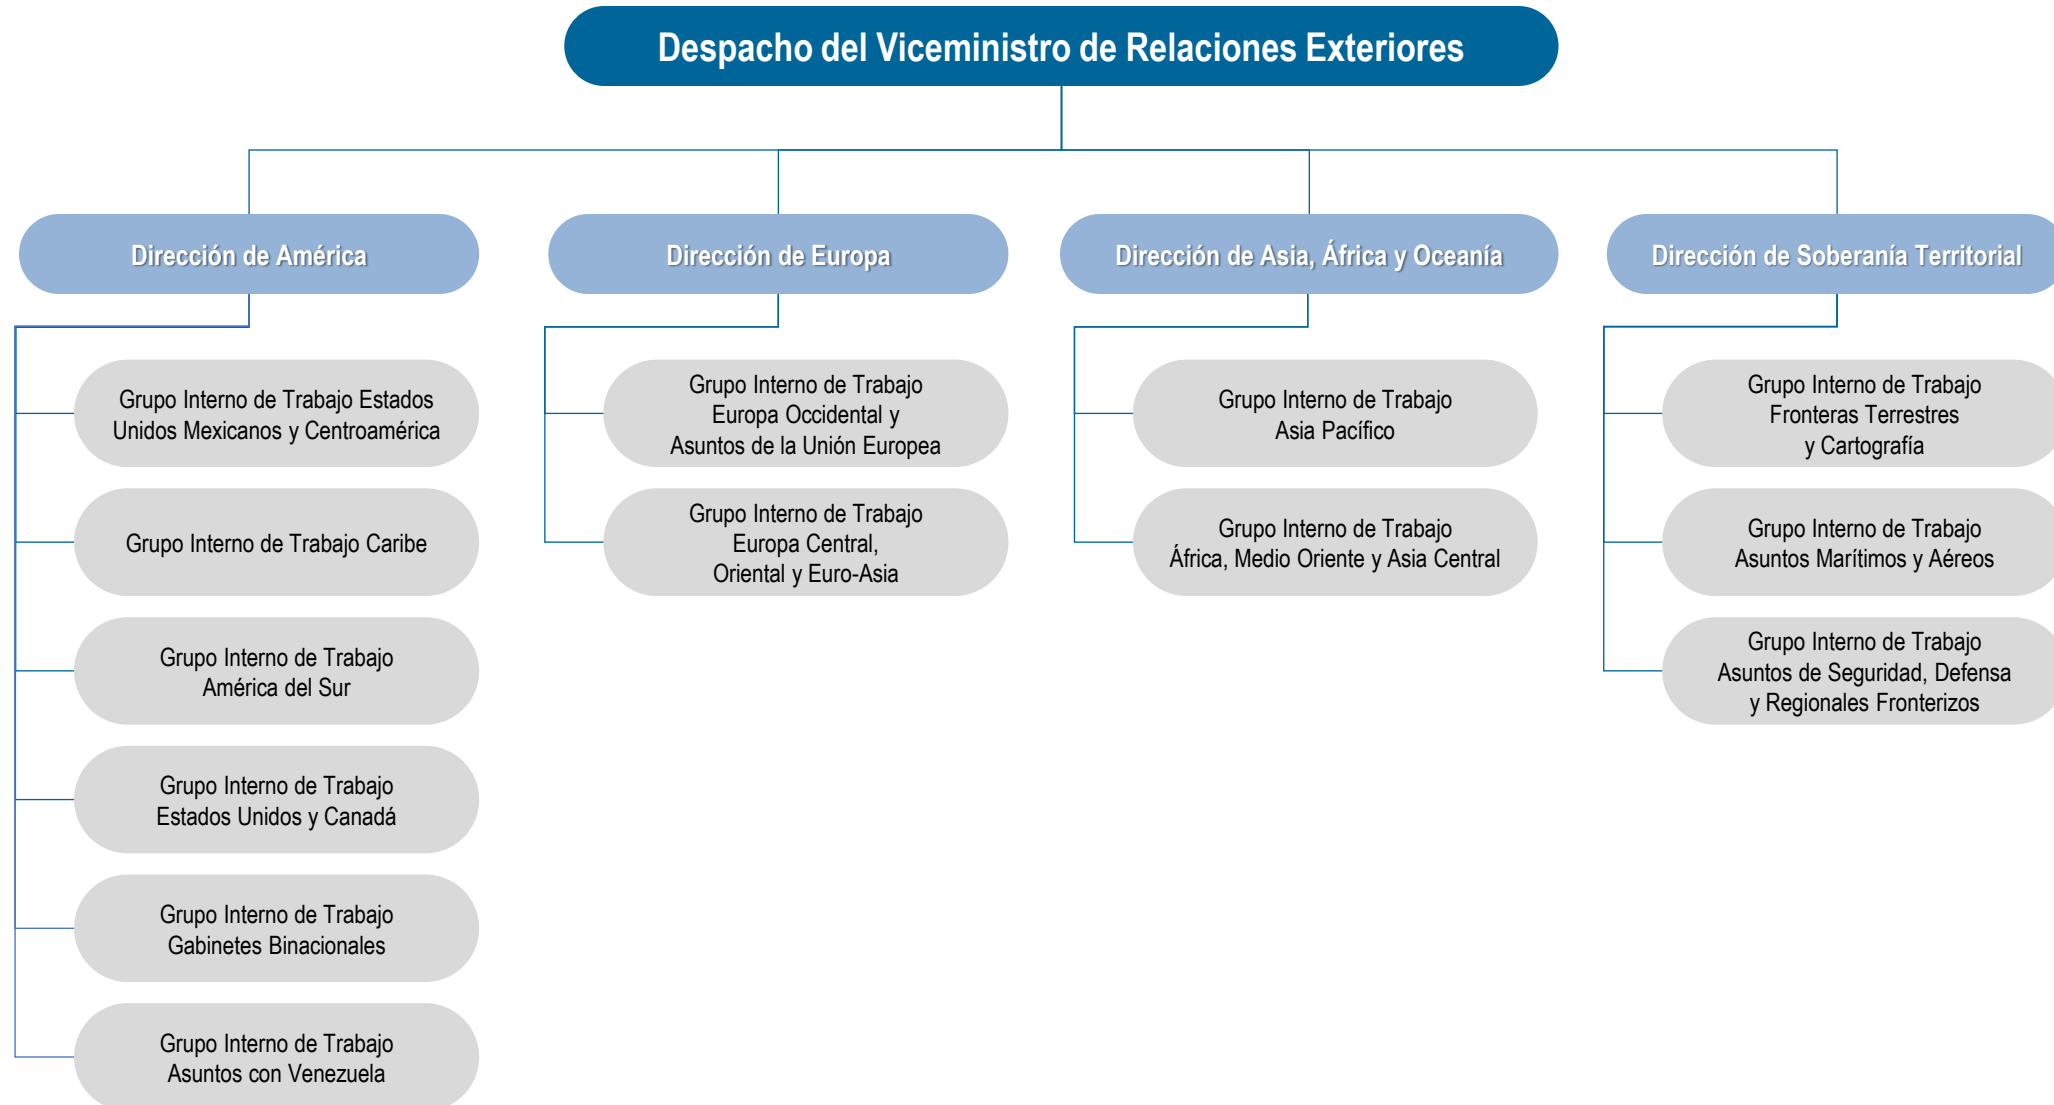 Despacho del Viceministro de Relaciones Exteriores
Dirección de América
Dirección de Europa
Dirección de Asia, África y Oceanía
Dirección de Soberanía Territorial
Grupo Interno de Trabajo Estados
Unidos Mexicanos y Centroamérica
Grupo Interno de Trabajo Caribe
Grupo Interno de Trabajo
América del Sur
Grupo Interno de Trabajo
Estados Unidos y Canadá
Grupo Interno de Trabajo
Gabinetes Binacionales
Grupo Interno de Trabajo
Asuntos con Venezuela
Grupo Interno de Trabajo
Europa Occidental y
Asuntos de la Unión Europea
Grupo Interno de Trabajo
Europa Central,
Oriental y Euro-Asia
Grupo Interno de Trabajo
Asia Pacífico
Grupo Interno de Trabajo
África, Medio Oriente y Asia Central
Grupo Interno de Trabajo
Fronteras Terrestres
y Cartografía
Grupo Interno de Trabajo
Asuntos Marítimos y Aéreos
Grupo Interno de Trabajo
Asuntos de Seguridad, Defensa
y Regionales Fronterizos